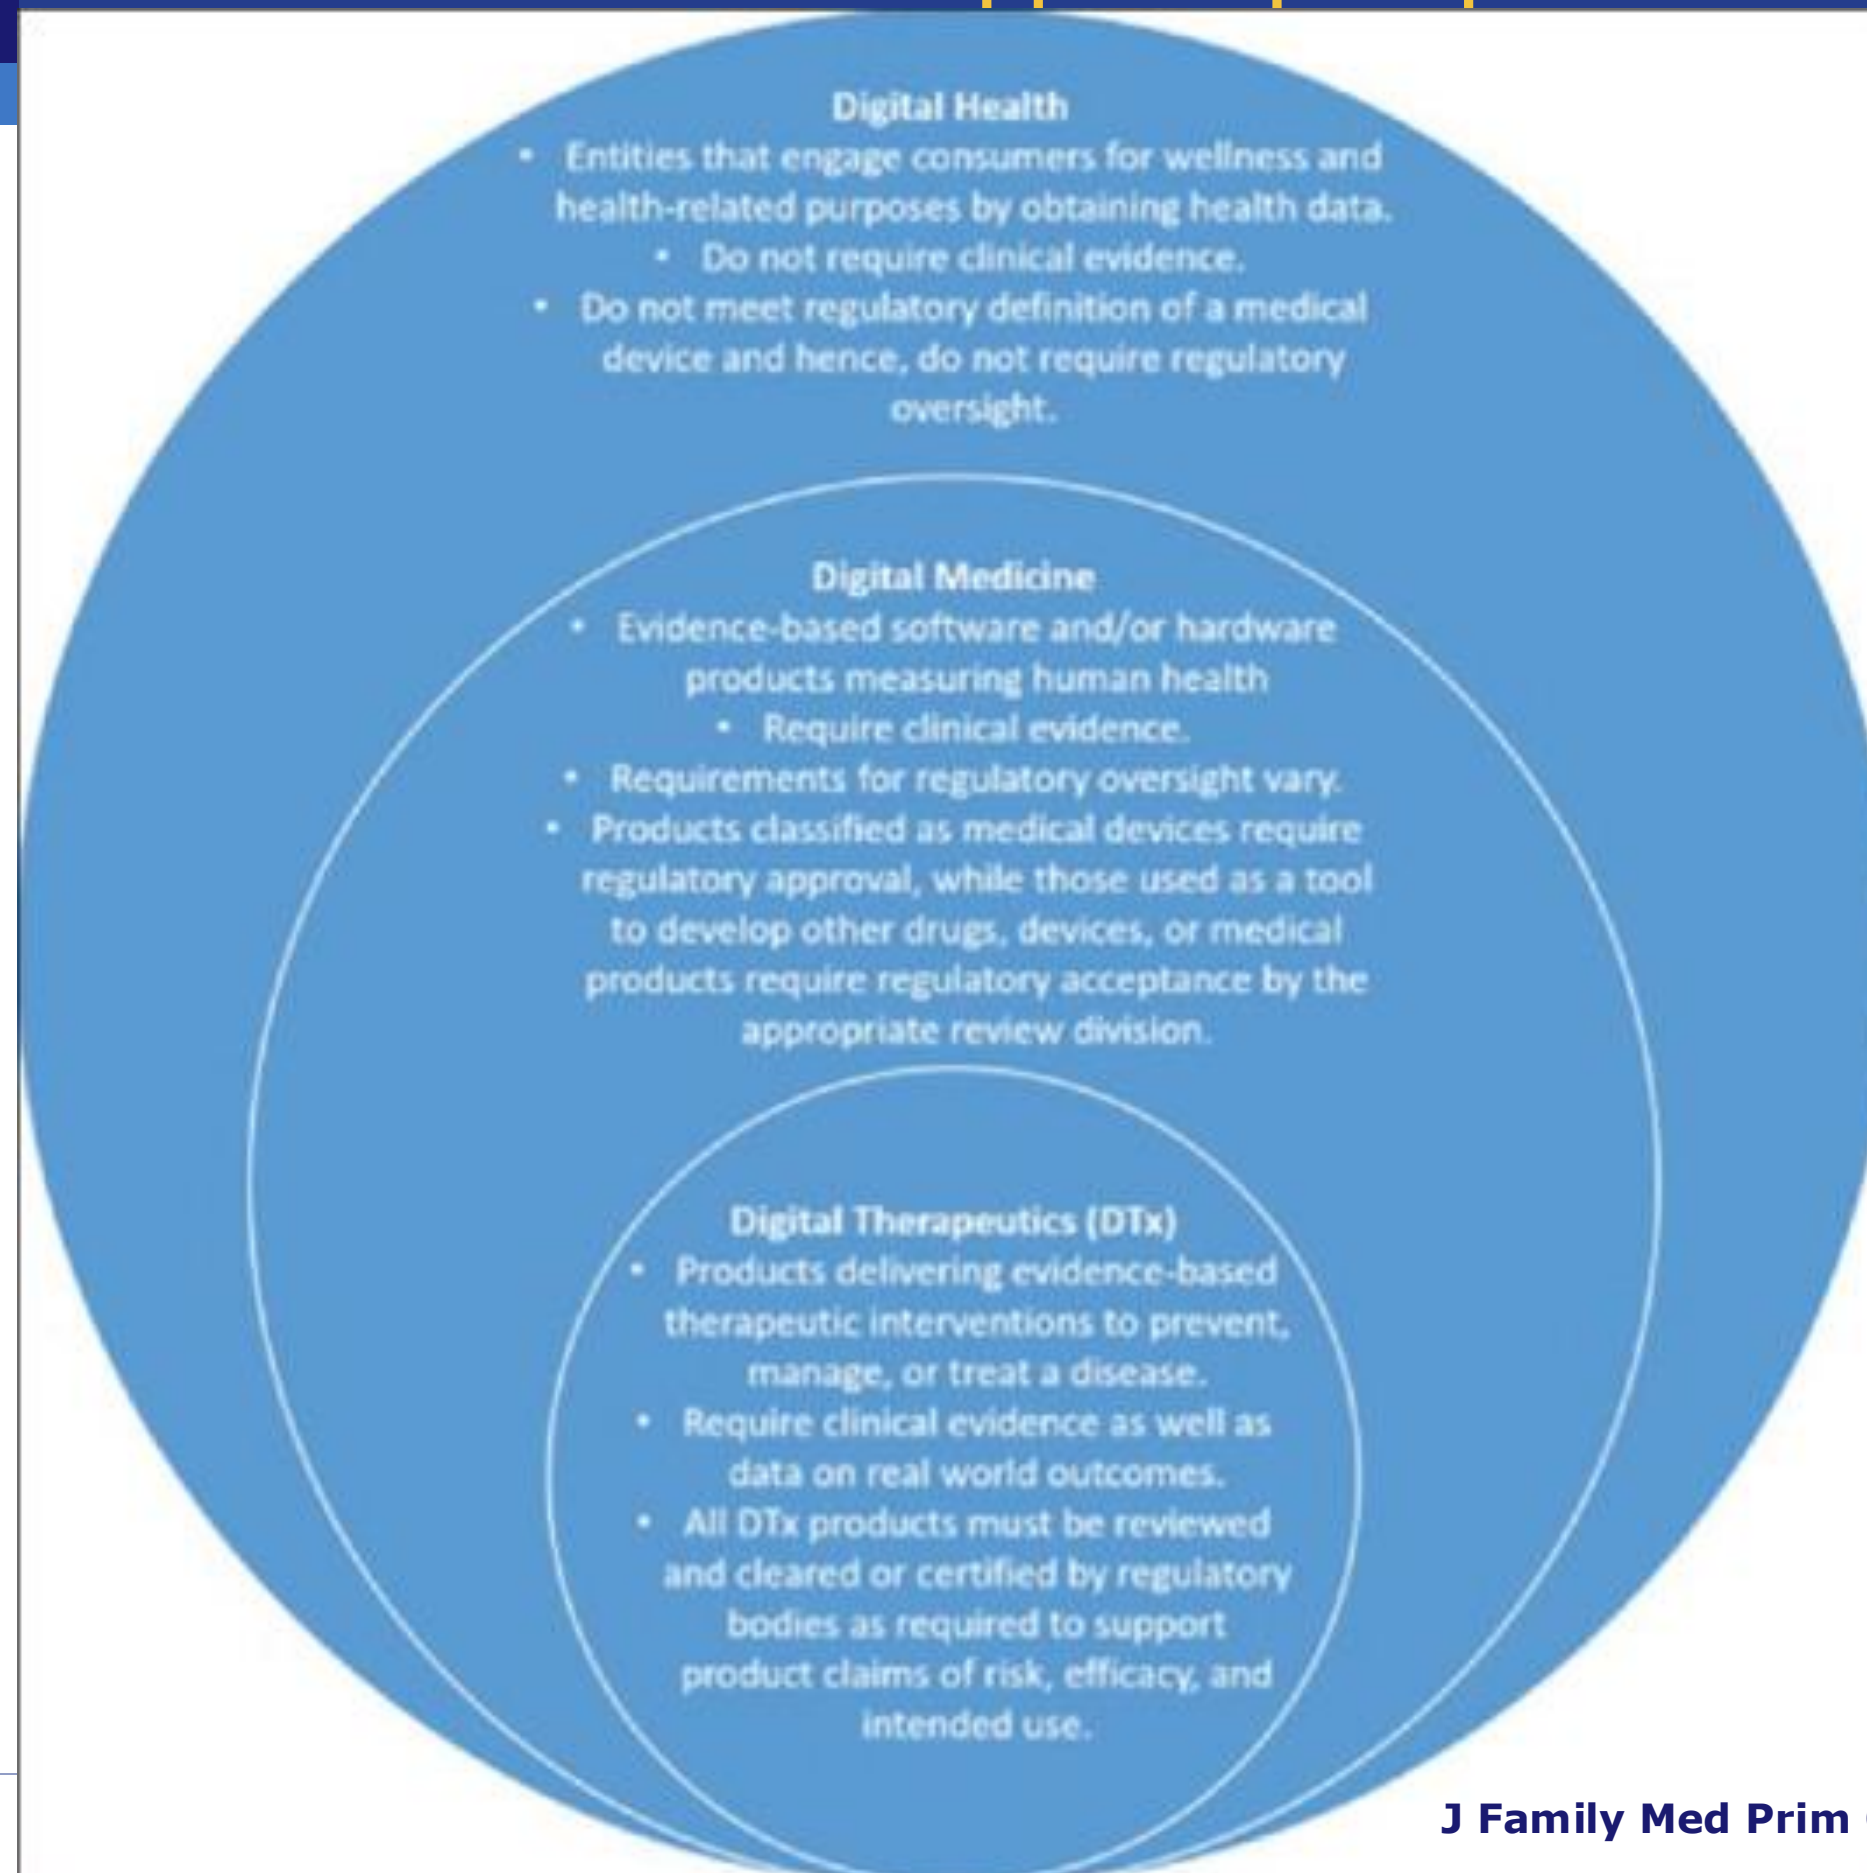 Digital Health
• Entities that engage consumers for wellness and
health-related purposes by obtaining health data.
• Do not require clinical evidence.
• Do not meet regulatory definition of a medical
device and hence, do not require regulatory
oversight.
Digital Medicine
• Evidence-based software and/or hardware
products measuring human health
• Require clinical evidence.
• Requirements for regulatory oversight vary.
• Products classified as medical devices require
regulatory approval, while those used as a tool
to develop other drugs, devices, or medical
products require regulatory acceptance by the
appropriate review division.
Digital Therapeutics (DTx)
• Products delivering evidence-based
therapeutic interventions to prevent,
manage, or treat a disease.
• Require clinical evidence as well as
data on real world outcomes.
• All DTx products must be reviewed
and cleared or certified by regulatory
bodies as required to support
product claims of risk, efficacy, and
intended use.
J Family Med Prim